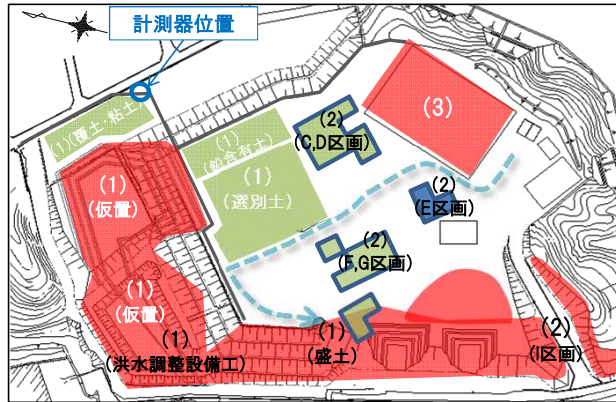 計測器位置
(1)(覆土・粘土)
(1)
(鉛含有土)
(1)
(選別土)
(2)
(C,D区画)
(3)
(1)
(仮置)
(2)
(E区画)
(2)
(F,G区画)
(1)
(仮置)
(1)
(洪水調整設備工)
(1)
(盛土)
(2)
(I区画)